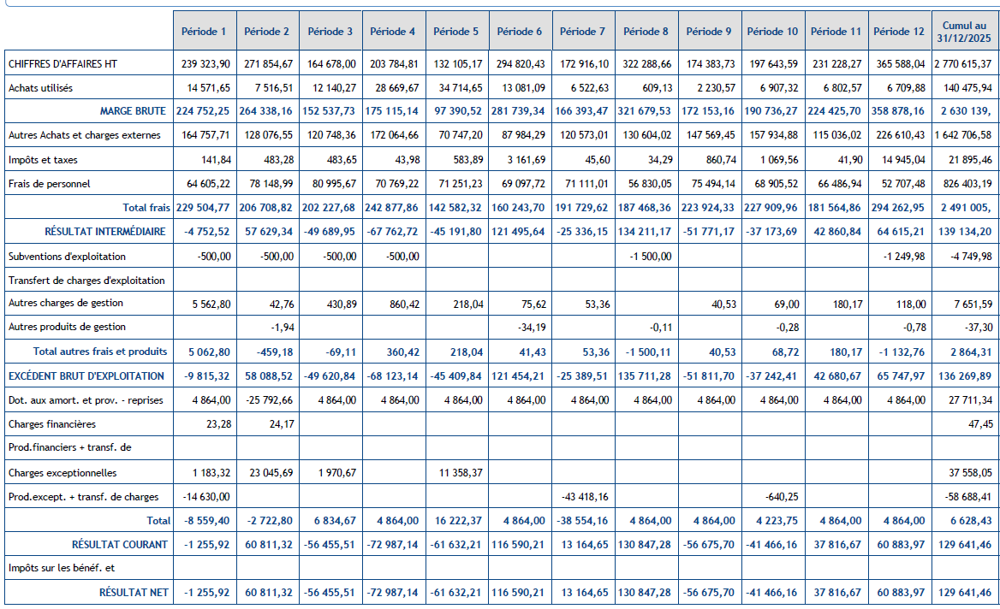 Période 1 Période 2 Période 3 Période 4 Période 5 Période 6 Période 7 Période 8 Période 9 Période 10 Période 11 Période 12 Cumul au 31/12/2025
CHIFFRES D'AFFAIRES HT 239 323,90 271 854,67 164 678,00 203 784,81 132 105,17 294 820,43 172 916,10 322 288,66 174 383,73 197 643,59 231 228,27 365 588,04 2 770 615,37
Achats utilisés 14 571,65 7 516,51 12 140,27 28 669,67 34 714,65 13 081,09 6 522,63 609,13 2 230,57 6 907,32 6 802,57 6 709,88 140 475,94
MARGE BRUTE 224 752,25 264 338,16 152 537,73 175 115,14 97 390,52 281 739,34 166 393,47 321 679,53 172 153,16 190 736,27 224 425,70 358 878,16 2 630 139,
Autres Achats et charges externes 164 757,71 128 076,55 120 748,36 172 064,66 70 747,20 87 984,29 120 573,01 130 604,02 147 569,45 157 934,88 115 036,02 226 610,43 1 642 706,58
Impôts et taxes 141,84 483,28 483,65 43,98 583,89 3 161,69 45,60 34,29 860,74 1 069,56 41,90 14 945,04 21 895,46
Frais de personnel 64 605,22 78 148,99 80 995,67 70 769,22 71 251,23 69 097,72 71 111,01 56 830,05 75 494,14 68 905,52 66 486,94 52 707,48 826 403,19
Total frais 229 504,77 206 708,82 202 227,68 242 877,86 142 582,32 160 243,70 191 729,62 187 468,36 223 924,33 227 909,96 181 564,86 294 262,95 2 491 005,
RÉSULTAT INTERMÉDIAIRE -4 752,52 57 629,34 -49 689,95 -67 762,72 -45 191,80 121 495,64 -25 336,15 134 211,17 -51 771,17 -37 173,69 42 860,84 64 615,21 139 134,20
Subventions d'exploitation -500,00 -500,00 -500,00 -500,00 -1 500,00 -1 249,98 -4 749,98
Transfert de charges d'exploitation
Autres charges de gestion 5 562,80 42,76 430,89 860,42 218,04 75,62 53,36 40,53 69,00 180,17 118,00 7 651,59
Autres produits de gestion -1,94 -34,19 -0,11 -0,28 -0,78 -37,30
Total autres frais et produits 5 062,80 -459,18 -69,11 360,42 218,04 41,43 53,36 -1 500,11 40,53 68,72 180,17 -1 132,76 2 864,31
EXCÉDENT BRUT D'EXPLOITATION -9 815,32 58 088,52 -49 620,84 -68 123,14 -45 409,84 121 454,21 -25 389,51 135 711,28 -51 811,70 -37 242,41 42 680,67 65 747,97 136 269,89
Dot. aux amort. et prov. - reprises 4 864,00 -25 792,66 4 864,00 4 864,00 4 864,00 4 864,00 4 864,00 4 864,00 4 864,00 4 864,00 4 864,00 4 864,00 27 711,34
Charges financières 23,28 24,17 47,45
Prod.financiers + transf. de
Charges exceptionnelles 1 183,32 23 045,69 1 970,67 11 358,37 37 558,05
Prod.except. + transf. de charges -14 630,00 -43 418,16 -640,25 -58 688,41
Total -8 559,40 -2 722,80 6 834,67 4 864,00 16 222,37 4 864,00 -38 554,16 4 864,00 4 864,00 4 223,75 4 864,00 4 864,00 6 628,43
RÉSULTAT COURANT -1 255,92 60 811,32 -56 455,51 -72 987,14 -61 632,21 116 590,21 13 164,65 130 847,28 -56 675,70 -41 466,16 37 816,67 60 883,97 129 641,46
Impôts sur les bénéf. et
RÉSULTAT NET -1 255,92 60 811,32 -56 455,51 -72 987,14 -61 632,21 116 590,21 13 164,65 130 847,28 -56 675,70 -41 466,16 37 816,67 60 883,97 129 641,46